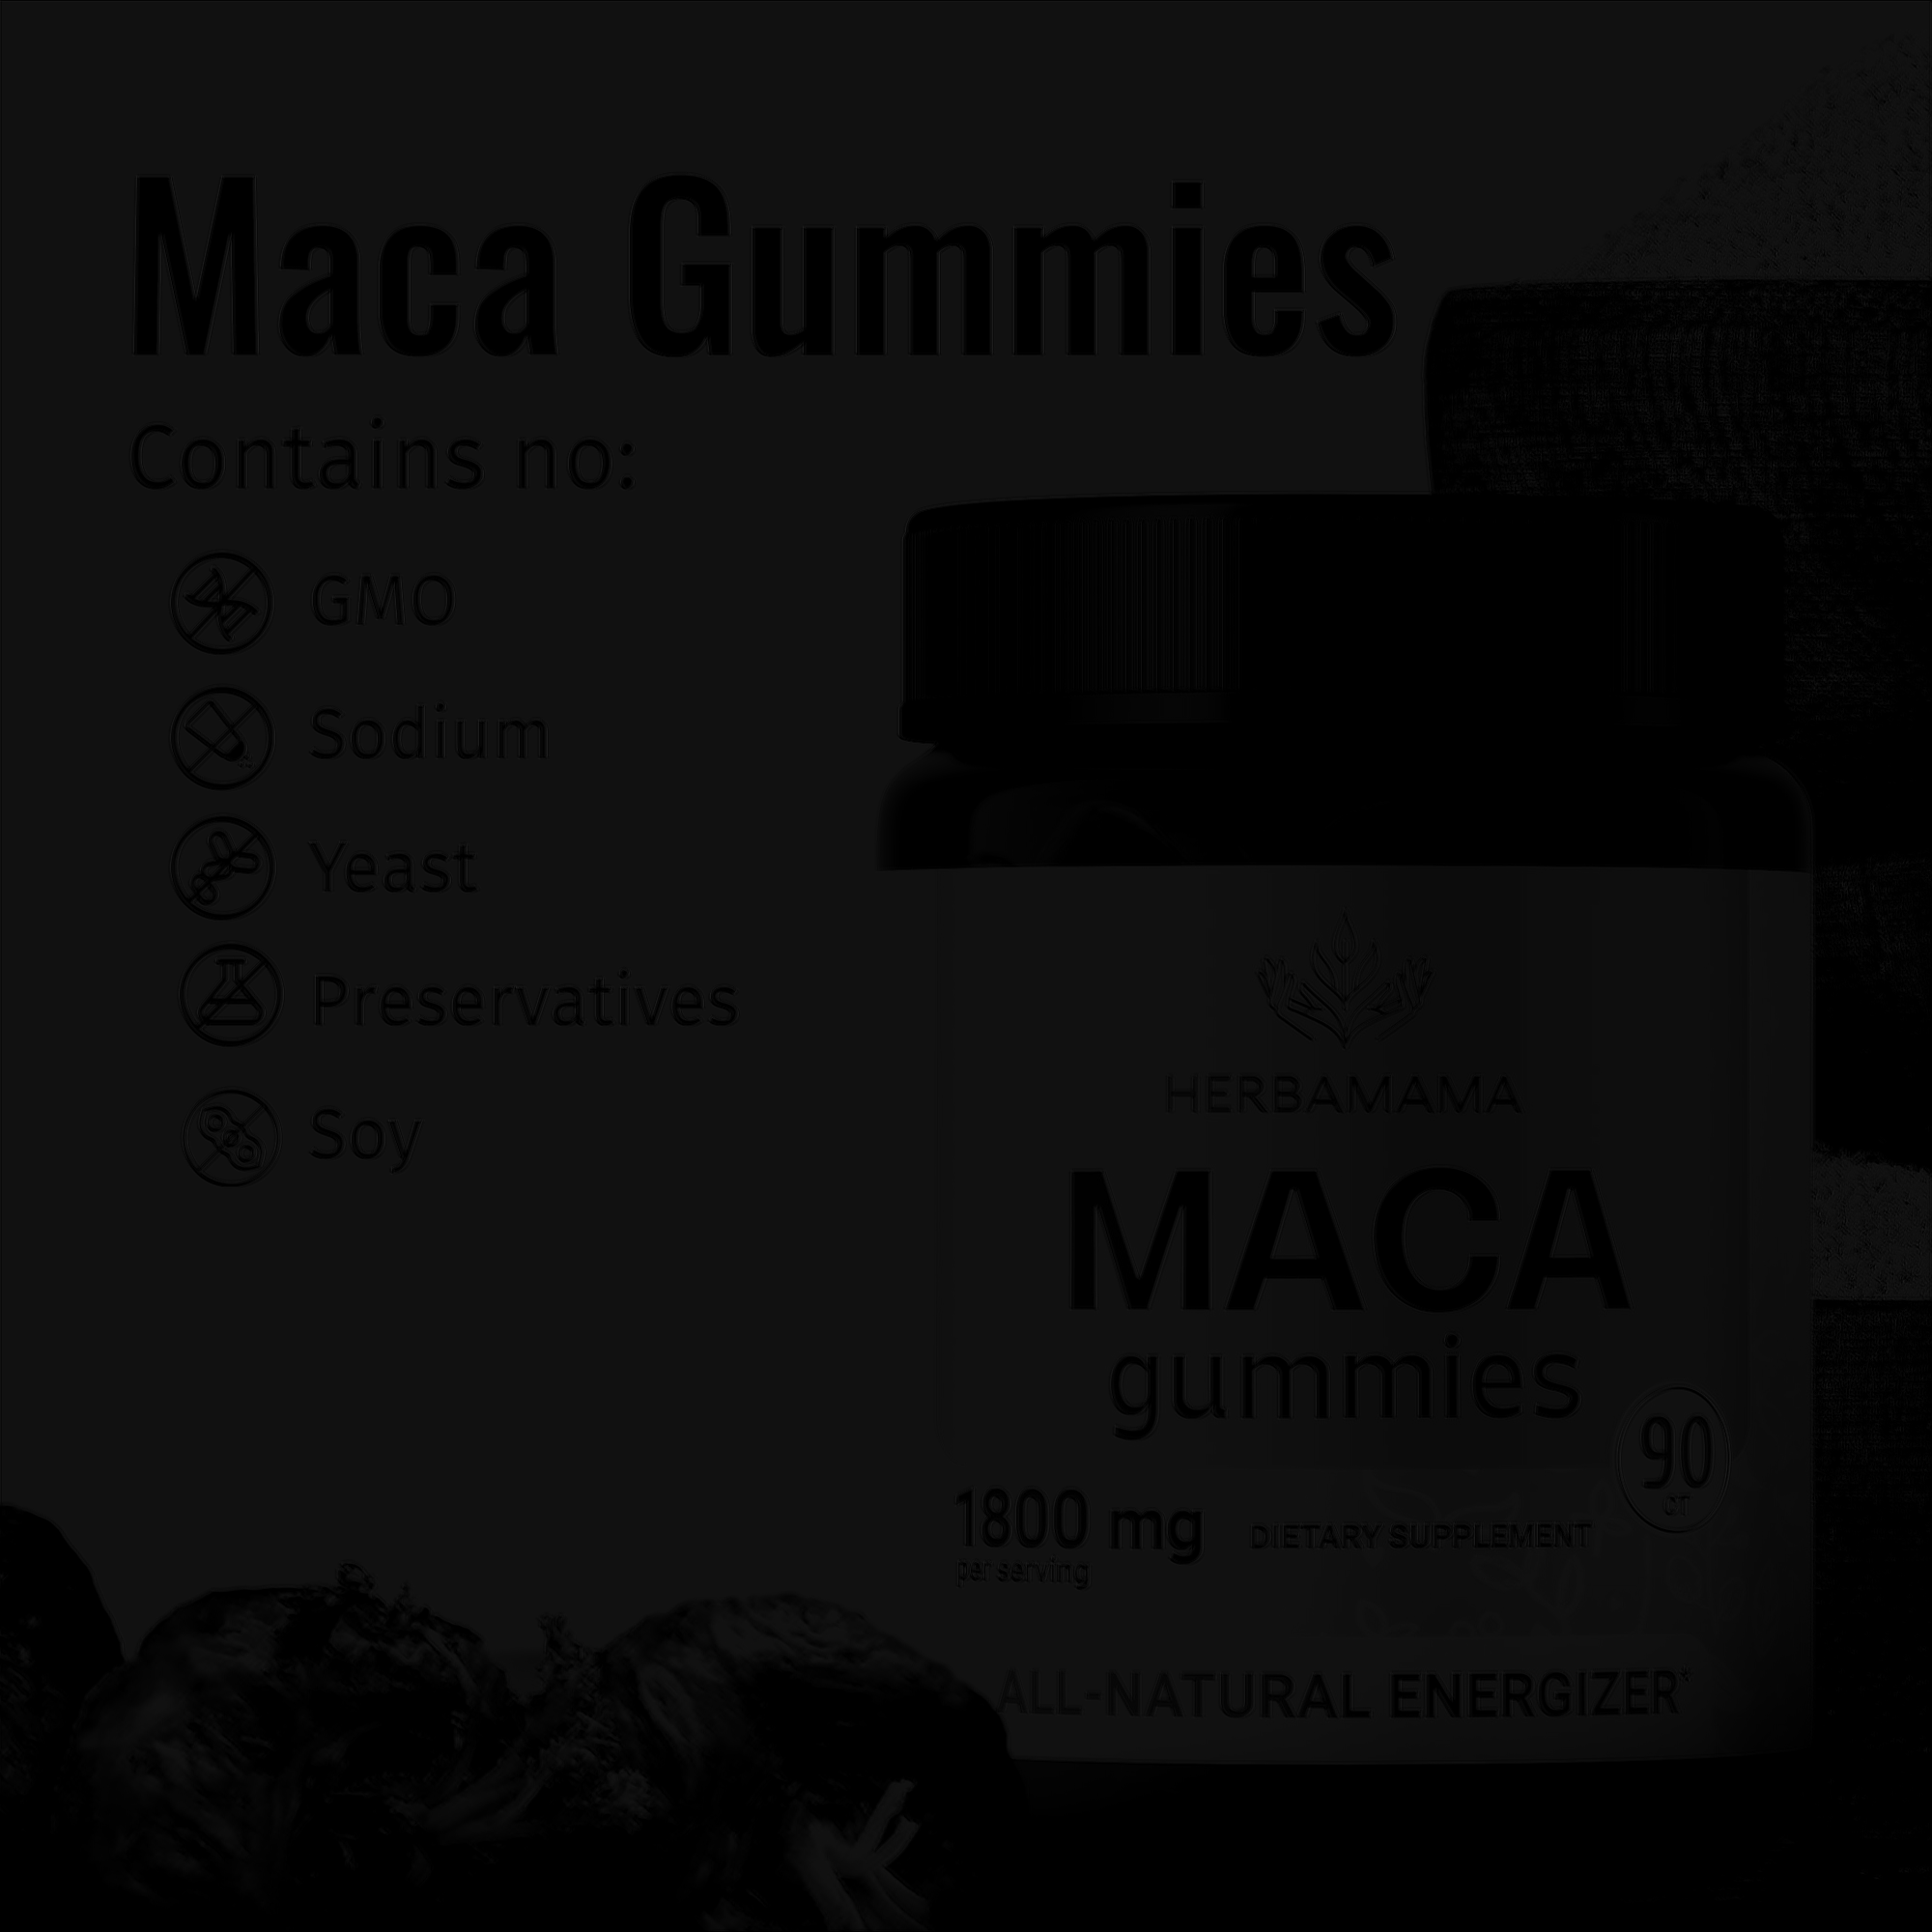 Maca Gummies
Contains no:
GMO
Sodium
Yeast
Preservatives
Soy
HERBAMAMA
MACA
gummies
90
CT
1800 mg
per serving
DIETARY SUPPLEMENT
ALL-NATURAL ENERGIZER*